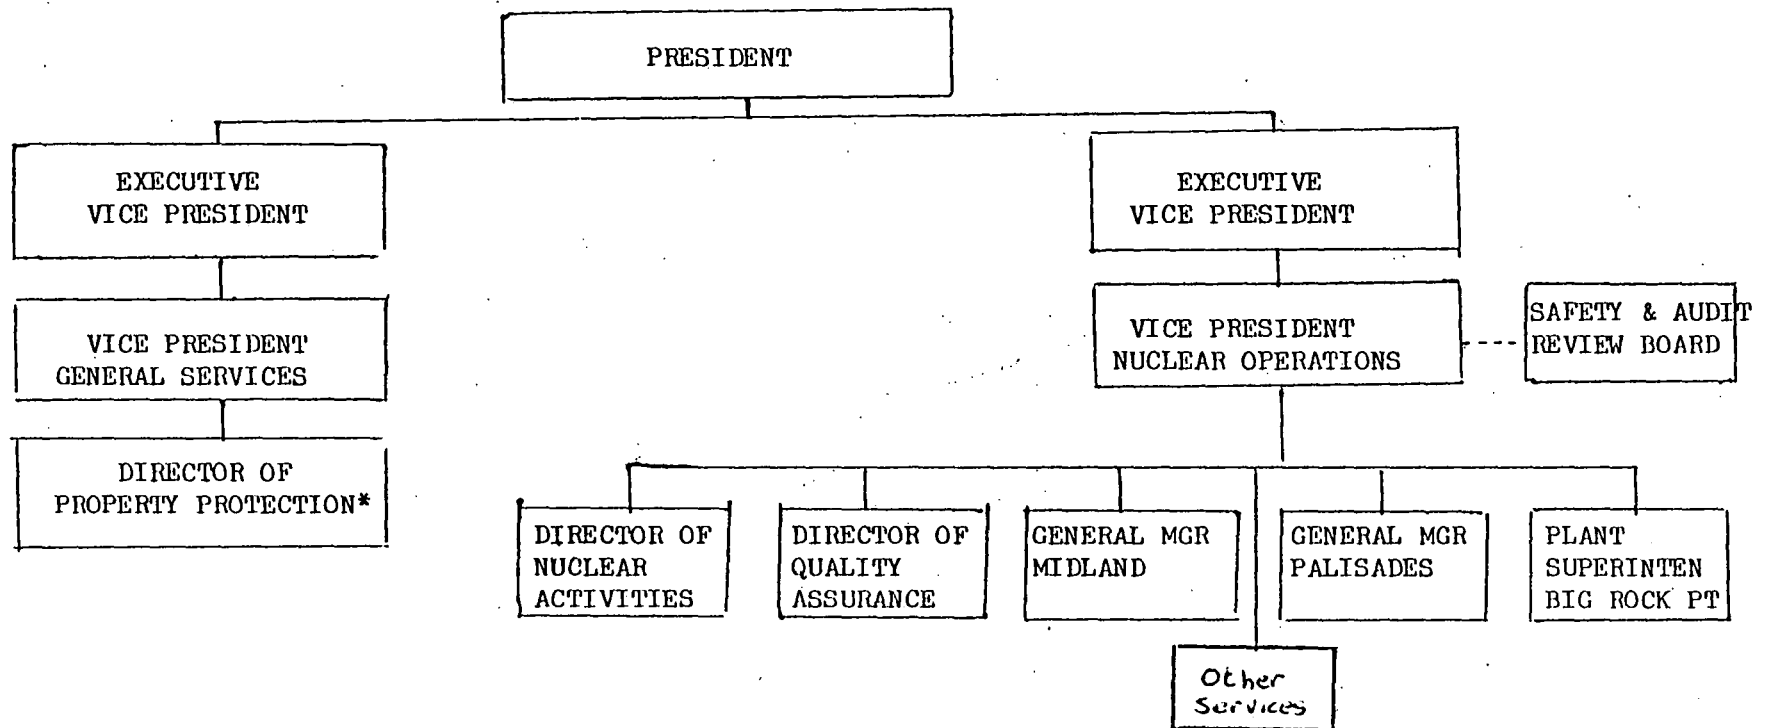 PRESIDENT
EXECUTIVE
VICE PRESIDENT
EXECUTIVE
VICE PRESIDENT
VICE PRESIDENT
GENERAL SERVICES
VICE PRESIDENT
NUCLEAR OPERATIONS
SAFETY & AUDIT
REVIEW BOARD
DIRECTOR OF
PROPERTY PROTECTION*
DIRECTOR OF
NUCLEAR
ACTIVITIES
DIRECTOR OF
QUALITY
ASSURANCE
GENERAL MGR
MIDLAND
GENERAL MGR
PALISADES
PLANT
SUPERINTEN
BIG ROCK PT
Other
Services